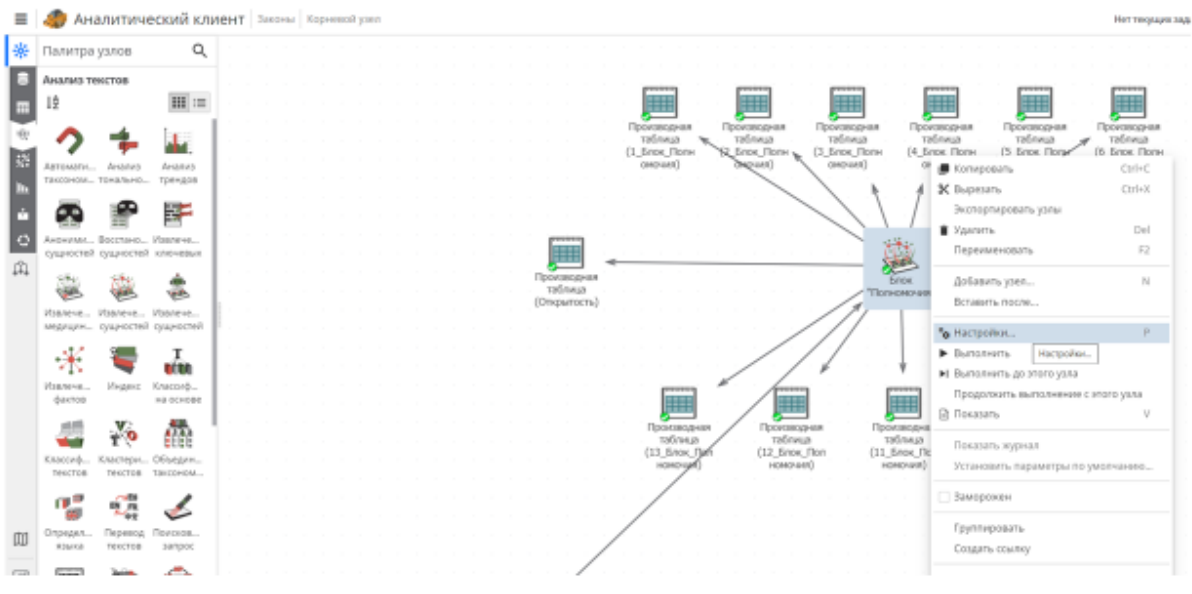 Аналитический клиент
Законы
Корневой узел
Нет текущих зад
Палитра узлов
Анализ текстов
Автомати...
таксоном...
Анализ
тонально...
Анализ
трендов
Аноними...
сущностей
Восстано...
сущностей
Извлече...
ключевых
Извлече...
медицин...
Извлече...
сущностей
Извлече...
сущностей
Извлече...
фактов
Индекс
Классиф...
на основе
Классиф...
текстов
Кластери...
текстов
Объедин...
таксоном...
Определ...
языка
Перевод
текстов
Поисков...
запрос
Производная
таблица
(1_Блок_Полн
омочия)
Производная
таблица
(2_Блок_Полн
омочия)
Производная
таблица
(3_Блок_Полн
омочия)
Производная
таблица
(4_Блок_Полн
Производная
таблица
(5_Блок_Полн
Производная
таблица
(6_Блок_Полн
Производная
таблица
(Открытость)
Блок
"Полномочия
Производная
таблица
(13_Блок_Пол
номочия)
Производная
таблица
(12_Блок_Пол
номочия)
Производна
таблица
(11_Блок_По
номочия)
Копировать Ctrl+C
Вырезать Ctrl+X
Экспортировать узлы
Удалить Del
Переименовать F2
Добавить узел... N
Вставить после...
Настройки... P
Выполнить
Настройки...
Выполнить до этого узла
Продолжить выполнение с этого узла
Показать V
Показать журнал
Установить параметры по умолчанию...
Заморожен
Группировать
Создать ссылку